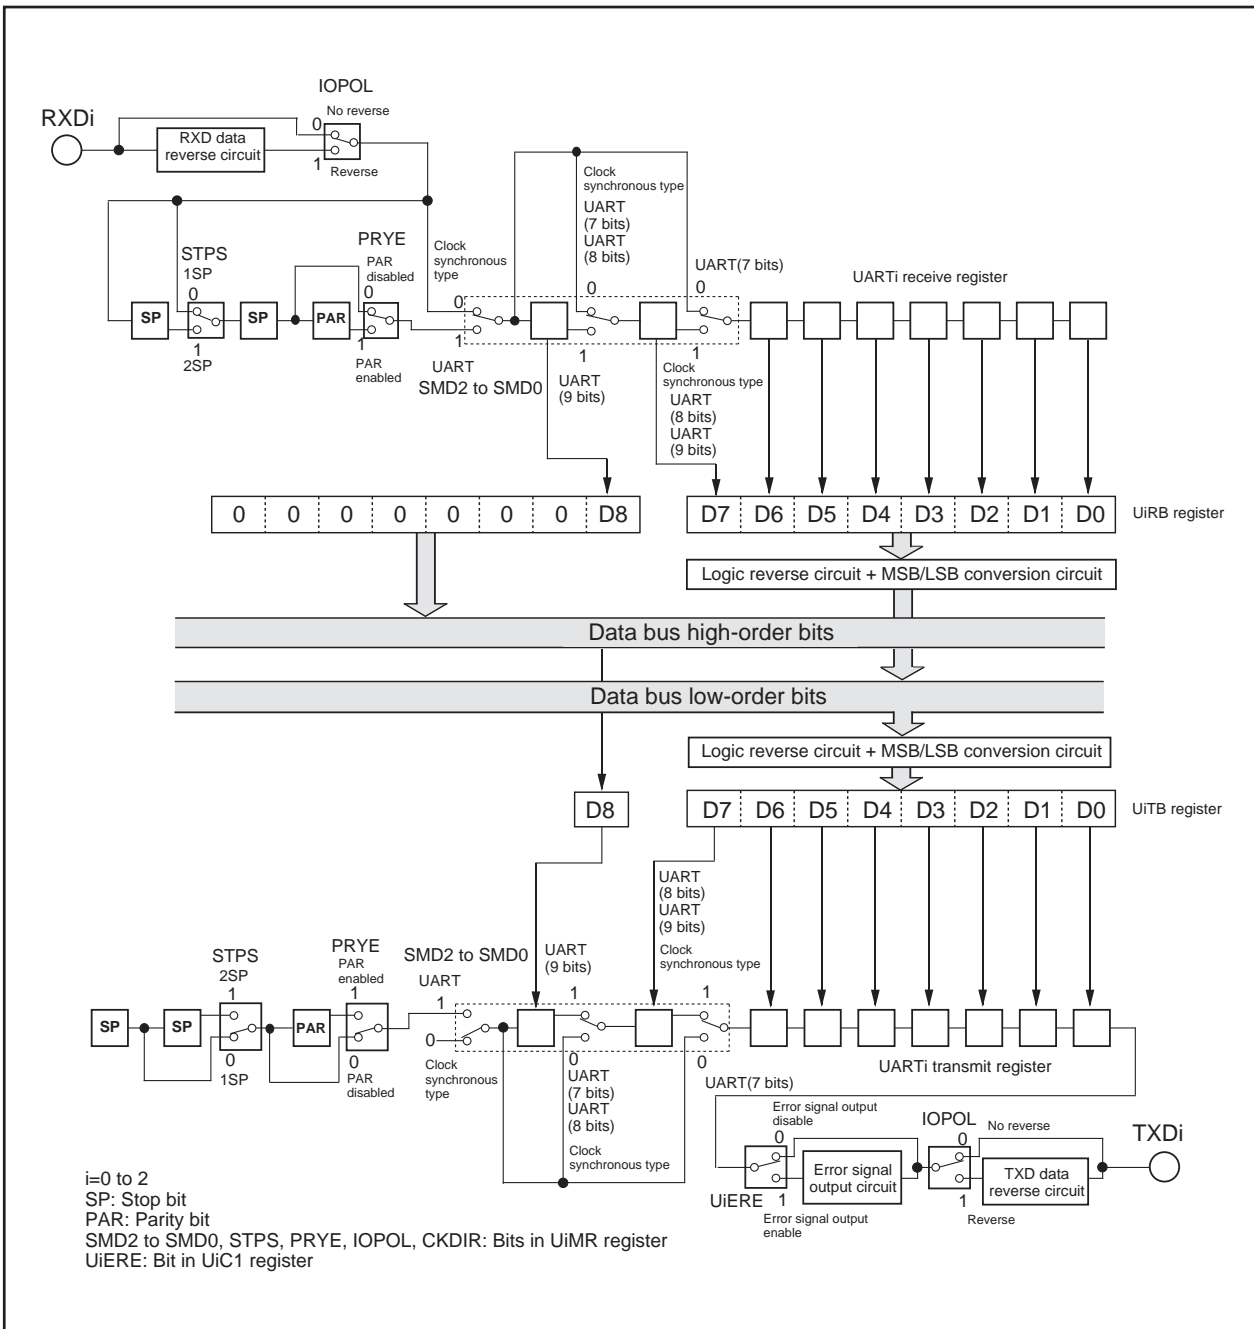 IOPOL
No reverse
RXDi
0
RXD data
reverse circuit
1
Reverse
Clock
synchronous type
UART
(7 bits)
UART
(8 bits)
STPS
1SP
0
PRYE
PAR
disabled
0
Clock
synchronous
type
0
UART(7 bits)
UARTi receive register
0
0
SP
SP
PAR
1
2SP
1
PAR
enabled
1
UART
SMD2 to SMD0
1
UART
(9 bits)
1
Clock
synchronous type
UART
(8 bits)
UART
(9 bits)
0 0 0 0 0 0 0 D8
D7 D6 D5 D4 D3 D2 D1 D0
UiRB register
Logic reverse circuit + MSB/LSB conversion circuit
Data bus high-order bits
Data bus low-order bits
Logic reverse circuit + MSB/LSB conversion circuit
D8
D7 D6 D5 D4 D3 D2 D1 D0
UiTB register
UART
(8 bits)
UART
(9 bits)
Clock
synchronous type
STPS
2SP
1
PRYE
PAR
enabled
1
SMD2 to SMD0
UART
1
UART
(9 bits)
1
1
SP
SP
PAR
0
1SP
0
PAR
disabled
0
Clock
synchronous
type
0
UART
(7 bits)
UART
(8 bits)
Clock
synchronous type
0
UARTi transmit register
UART(7 bits)
Error signal output
disable
0
IOPOL
0
No reverse
TXDi
Error signal
output circuit
TXD data
reverse circuit
UiERE
1
Error signal output
enable
1
Reverse
i=0 to 2
SP: Stop bit
PAR: Parity bit
SMD2 to SMD0, STPS, PRYE, IOPOL, CKDIR: Bits in UiMR register
UiERE: Bit in UiC1 register